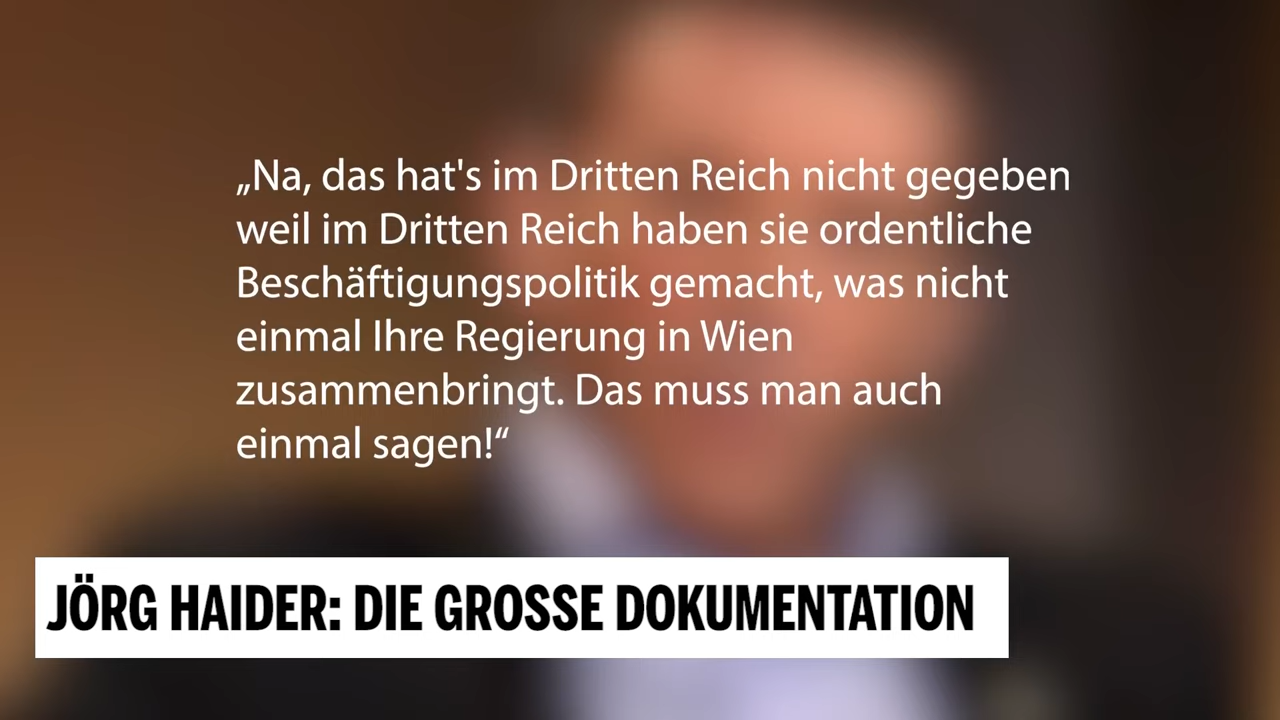 „Na, das hat's im Dritten Reich nicht gegeben
weil im Dritten Reich haben sie ordentliche
Beschäftigungspolitik gemacht, was nicht
einmal Ihre Regierung in Wien
zusammenbringt. Das muss man auch
einmal sagen!“
JÖRG HAIDER: DIE GROSSE DOKUMENTATION